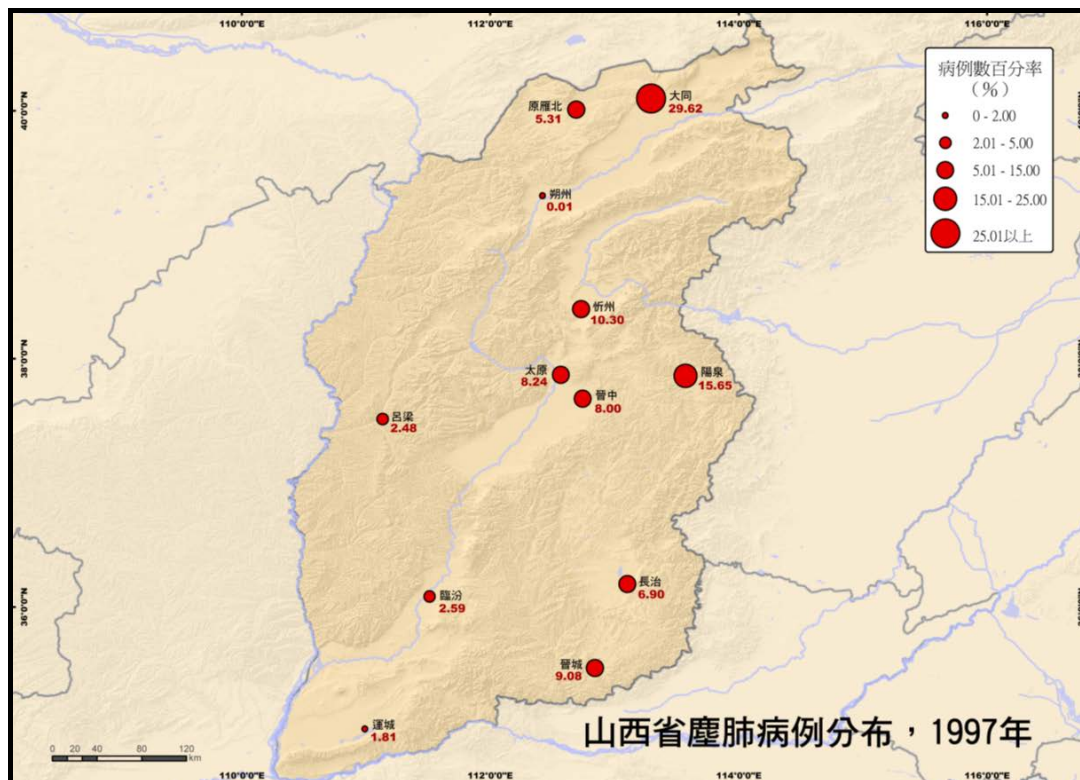 110°0'0"E
112°0'0"E
114°0'0"E
116°0'0"E
病例數百分率
(%)
0 - 2.00
2.01 - 5.00
5.01 - 15.00
15.01 - 25.00
25.01以上
大同
29.62
原雁北
5.31
40°0'0"N
朔州
0.01
忻州
10.30
38°0'0"N
太原
8.24
陽泉
15.65
晉中
8.00
呂梁
2.48
長治
6.90
臨汾
2.59
36°0'0"N
晉城
9.08
運城
1.81
山西省塵肺病例分布，1997年
0 20 40 80 120
km
110°0'0"E
112°0'0"E
114°0'0"E
116°0'0"E